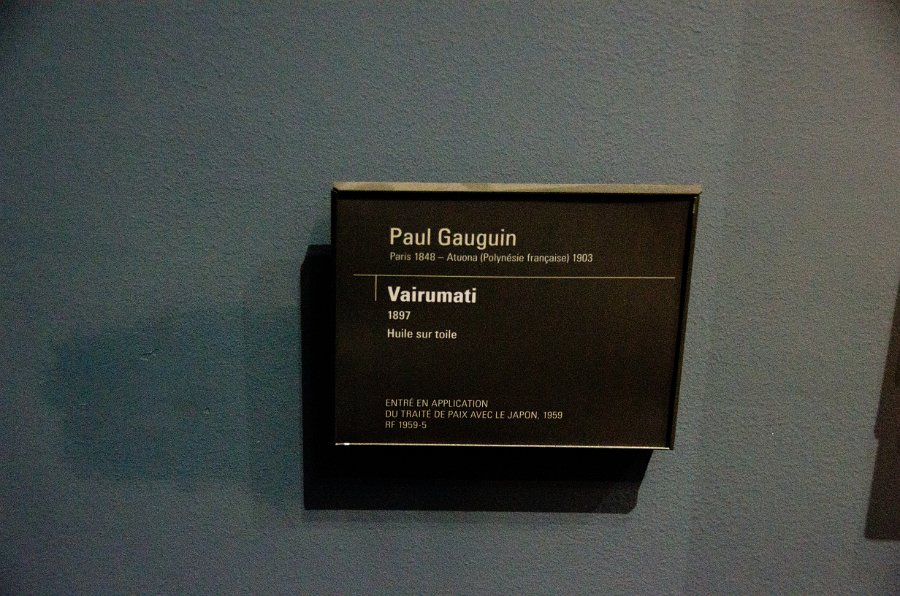 Paul Gauguin
Paris 1848 – Atuona (Polynésie française) 1903
Vairumati
1897
Huile sur toile
ENTRÉ EN APPLICATION
DU TRAITÉ DE PAIX AVEC LE JAPON, 1959
RF 1959-5